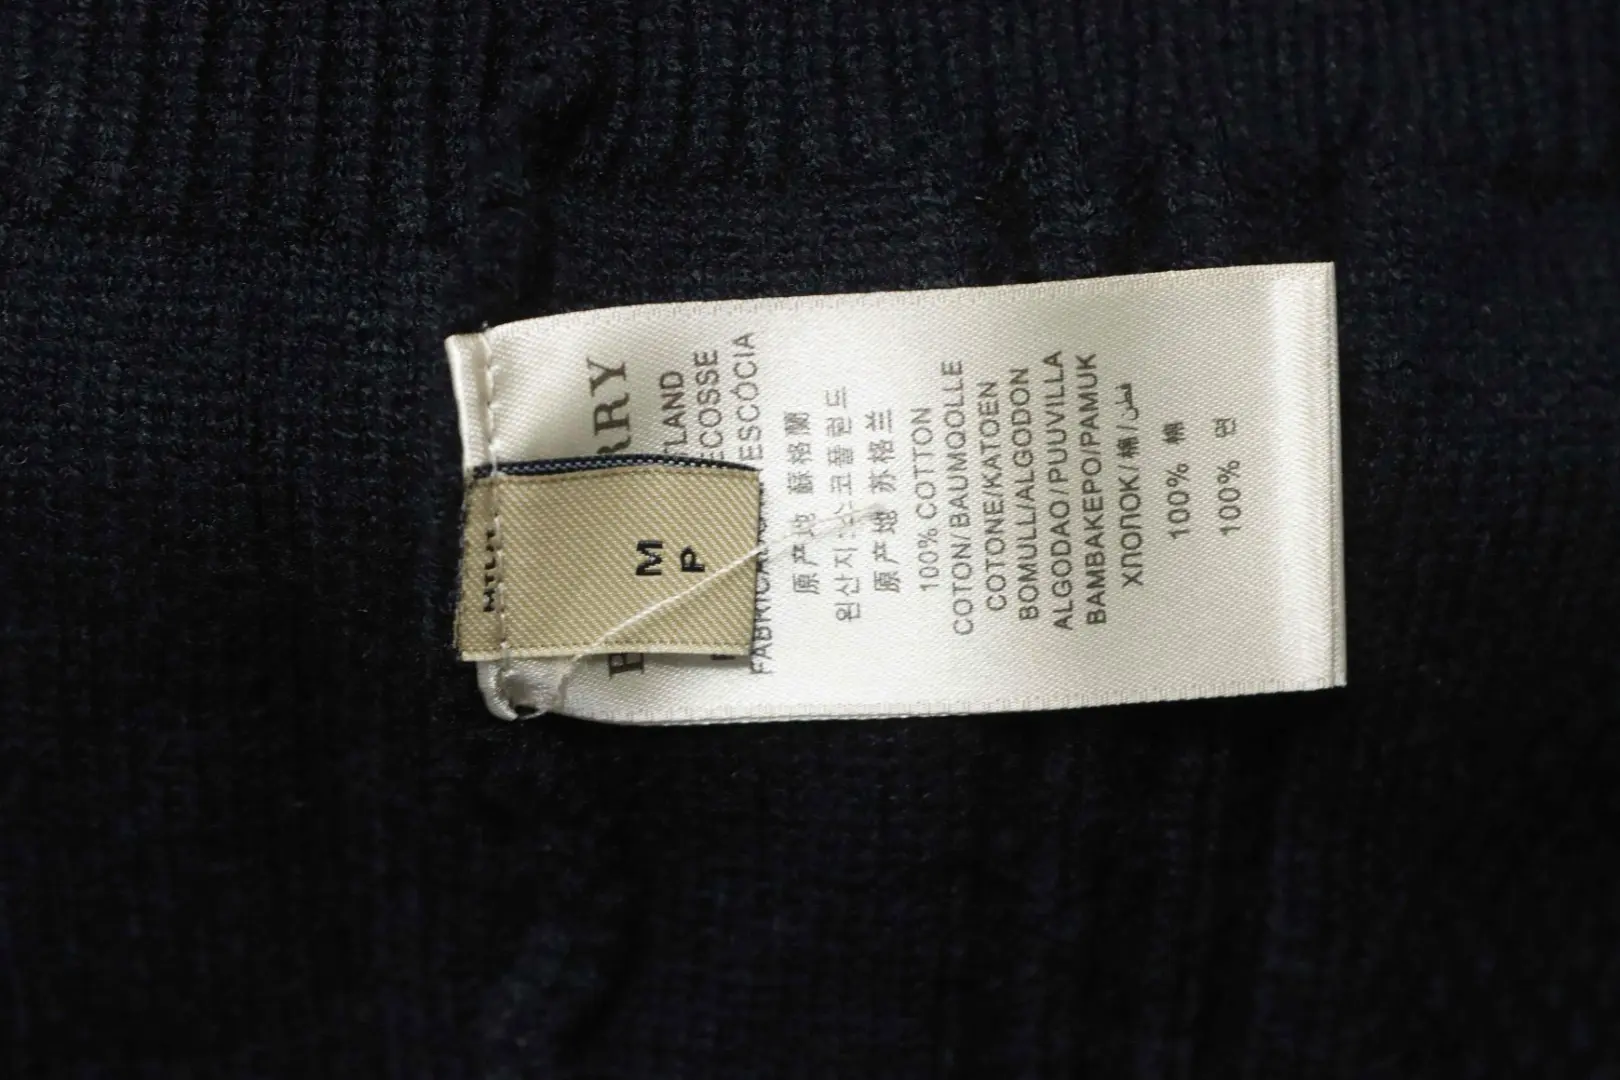 RRY
TLAND
ECOSSE
ESCÓCIA
原产地 蘇格蘭
원산지 스코틀랜드
原产地 苏格兰
100% COTTON
COTON/BAUMWOLLE
COTONE/KATOEN
BOMULL/ALGODON
ALGODAO/PUUVILLA
BAMBAKEPO/PAMUK
ХЛОПОК/棉/قطن
100% 棉
100% 면
M
P